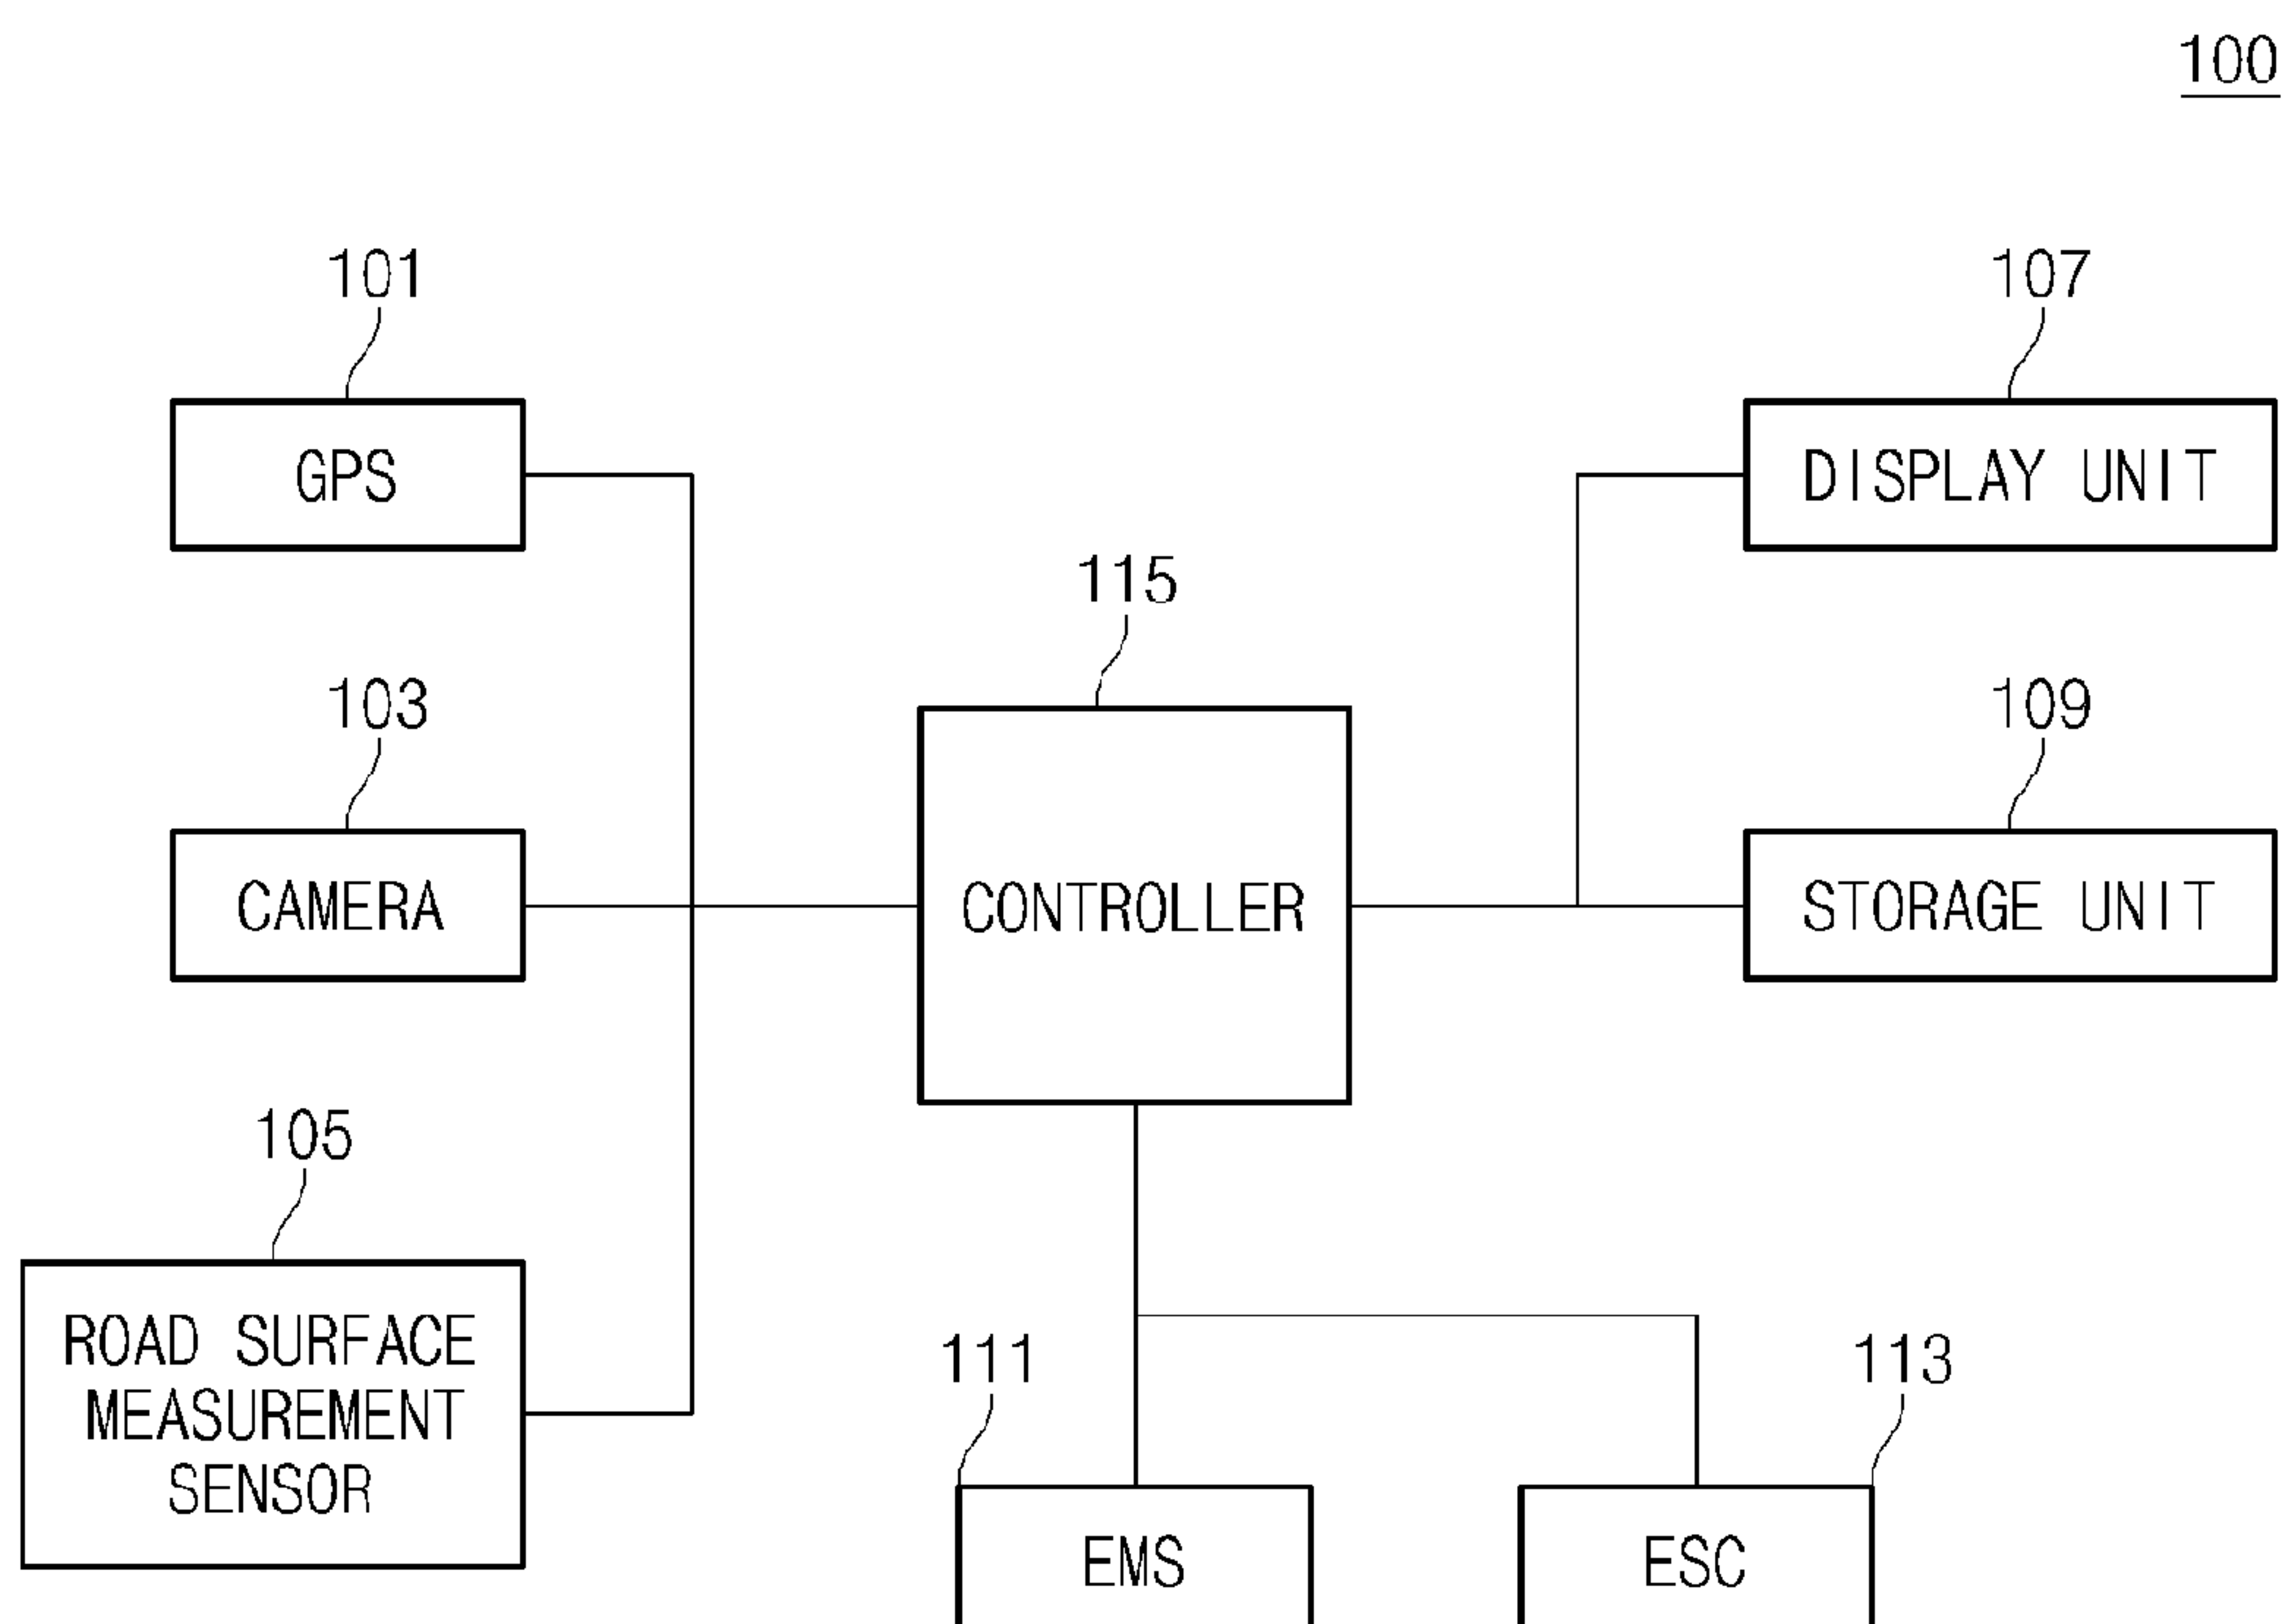 100
101
107
GPS
DISPLAY UNIT
115
103
109
CAMERA
CONTROLLER
STORAGE UNIT
105
ROAD SURFACE
MEASUREMENT
SENSOR
111
113
EMS
ESC